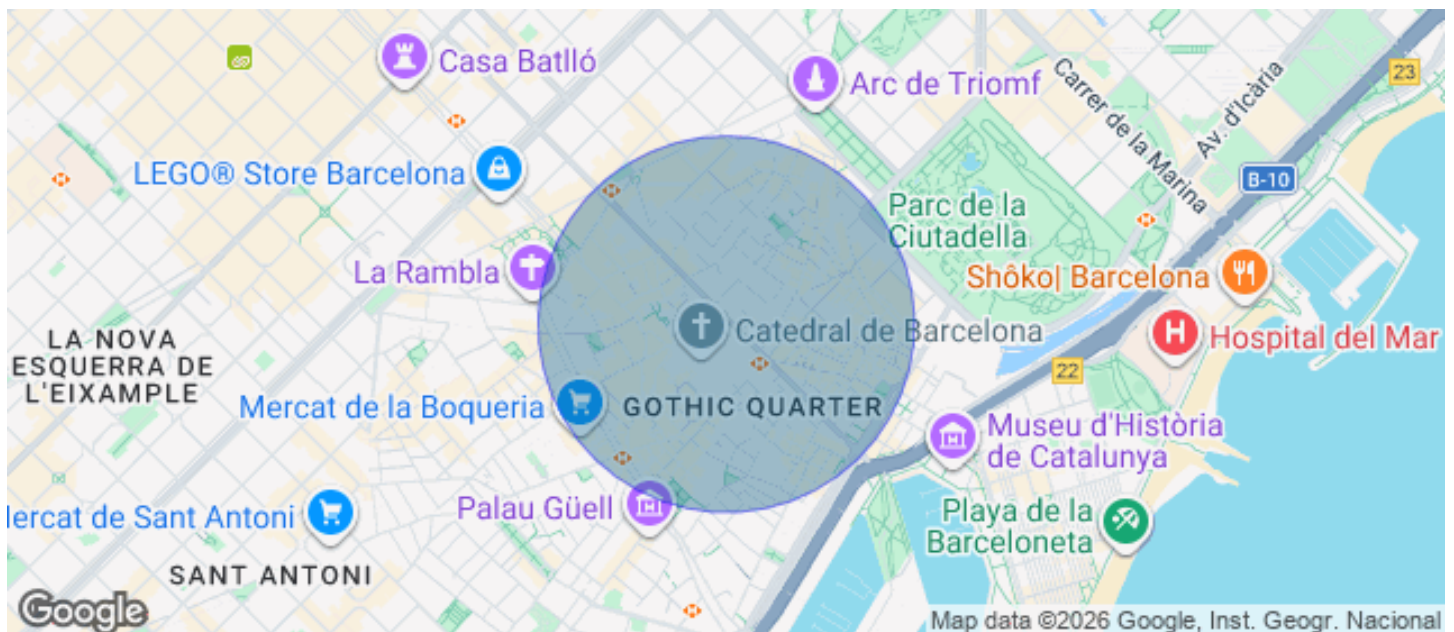 Casa Batlló
Arc de Triomf
Carrer de la Marina
Av. d'Icària
23
LEGO® Store Barcelona
B-10
Parc de la
Ciutadella
La Rambla
Shôko| Barcelona
Catedral de Barcelona
Hospital del Mar
LA NOVA
ESQUERRA DE
L'EIXAMPLE
22
Mercat de la Boqueria
GOTHIC QUARTER
Museu d'Història
de Catalunya
Palau Güell
ercat de Sant Antoni
Playa de la
Barceloneta
SANT ANTONI
Google
Map data ©2026 Google, Inst. Geogr. Nacional